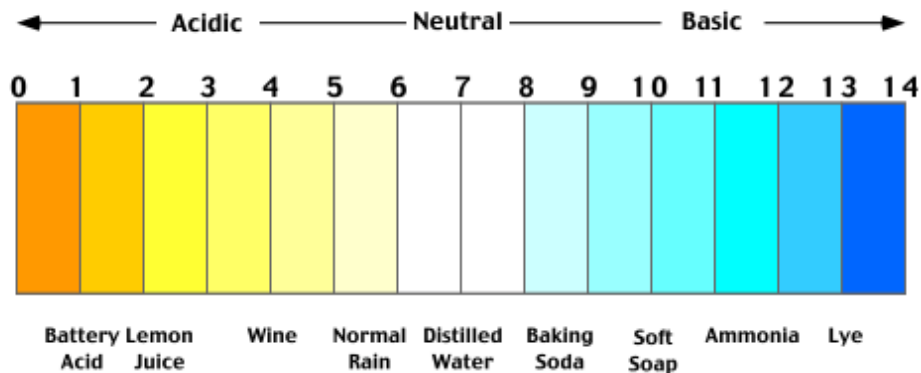 Acidic Neutral Basic
0 1 2 3 4 5 6 7 8 9 10 11 12 13 14
Battery Lemon Wine Normal Distilled Baking Soft Ammonia Lye
Acid Juice Rain Water Soda Soap